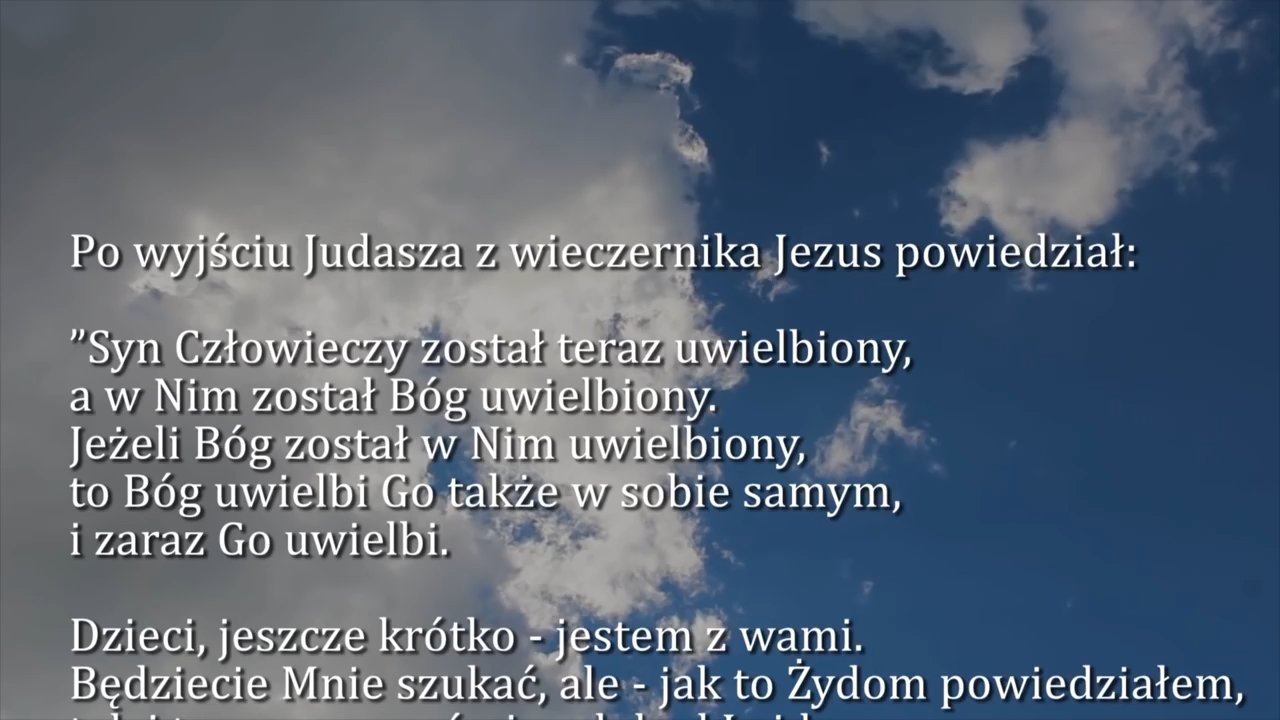 Po wyjściu Judasza z wieczernika Jezus powiedział:
”Syn Człowieczy został teraz uwielbiony,
a w Nim został Bóg uwielbiony.
Jeżeli Bóg został w Nim uwielbiony,
to Bóg uwielbi Go także w sobie samym,
i zaraz Go uwielbi.
Dzieci, jeszcze krótko - jestem z wami.
Będziecie Mnie szukać, ale - jak to Żydom powiedziałem,